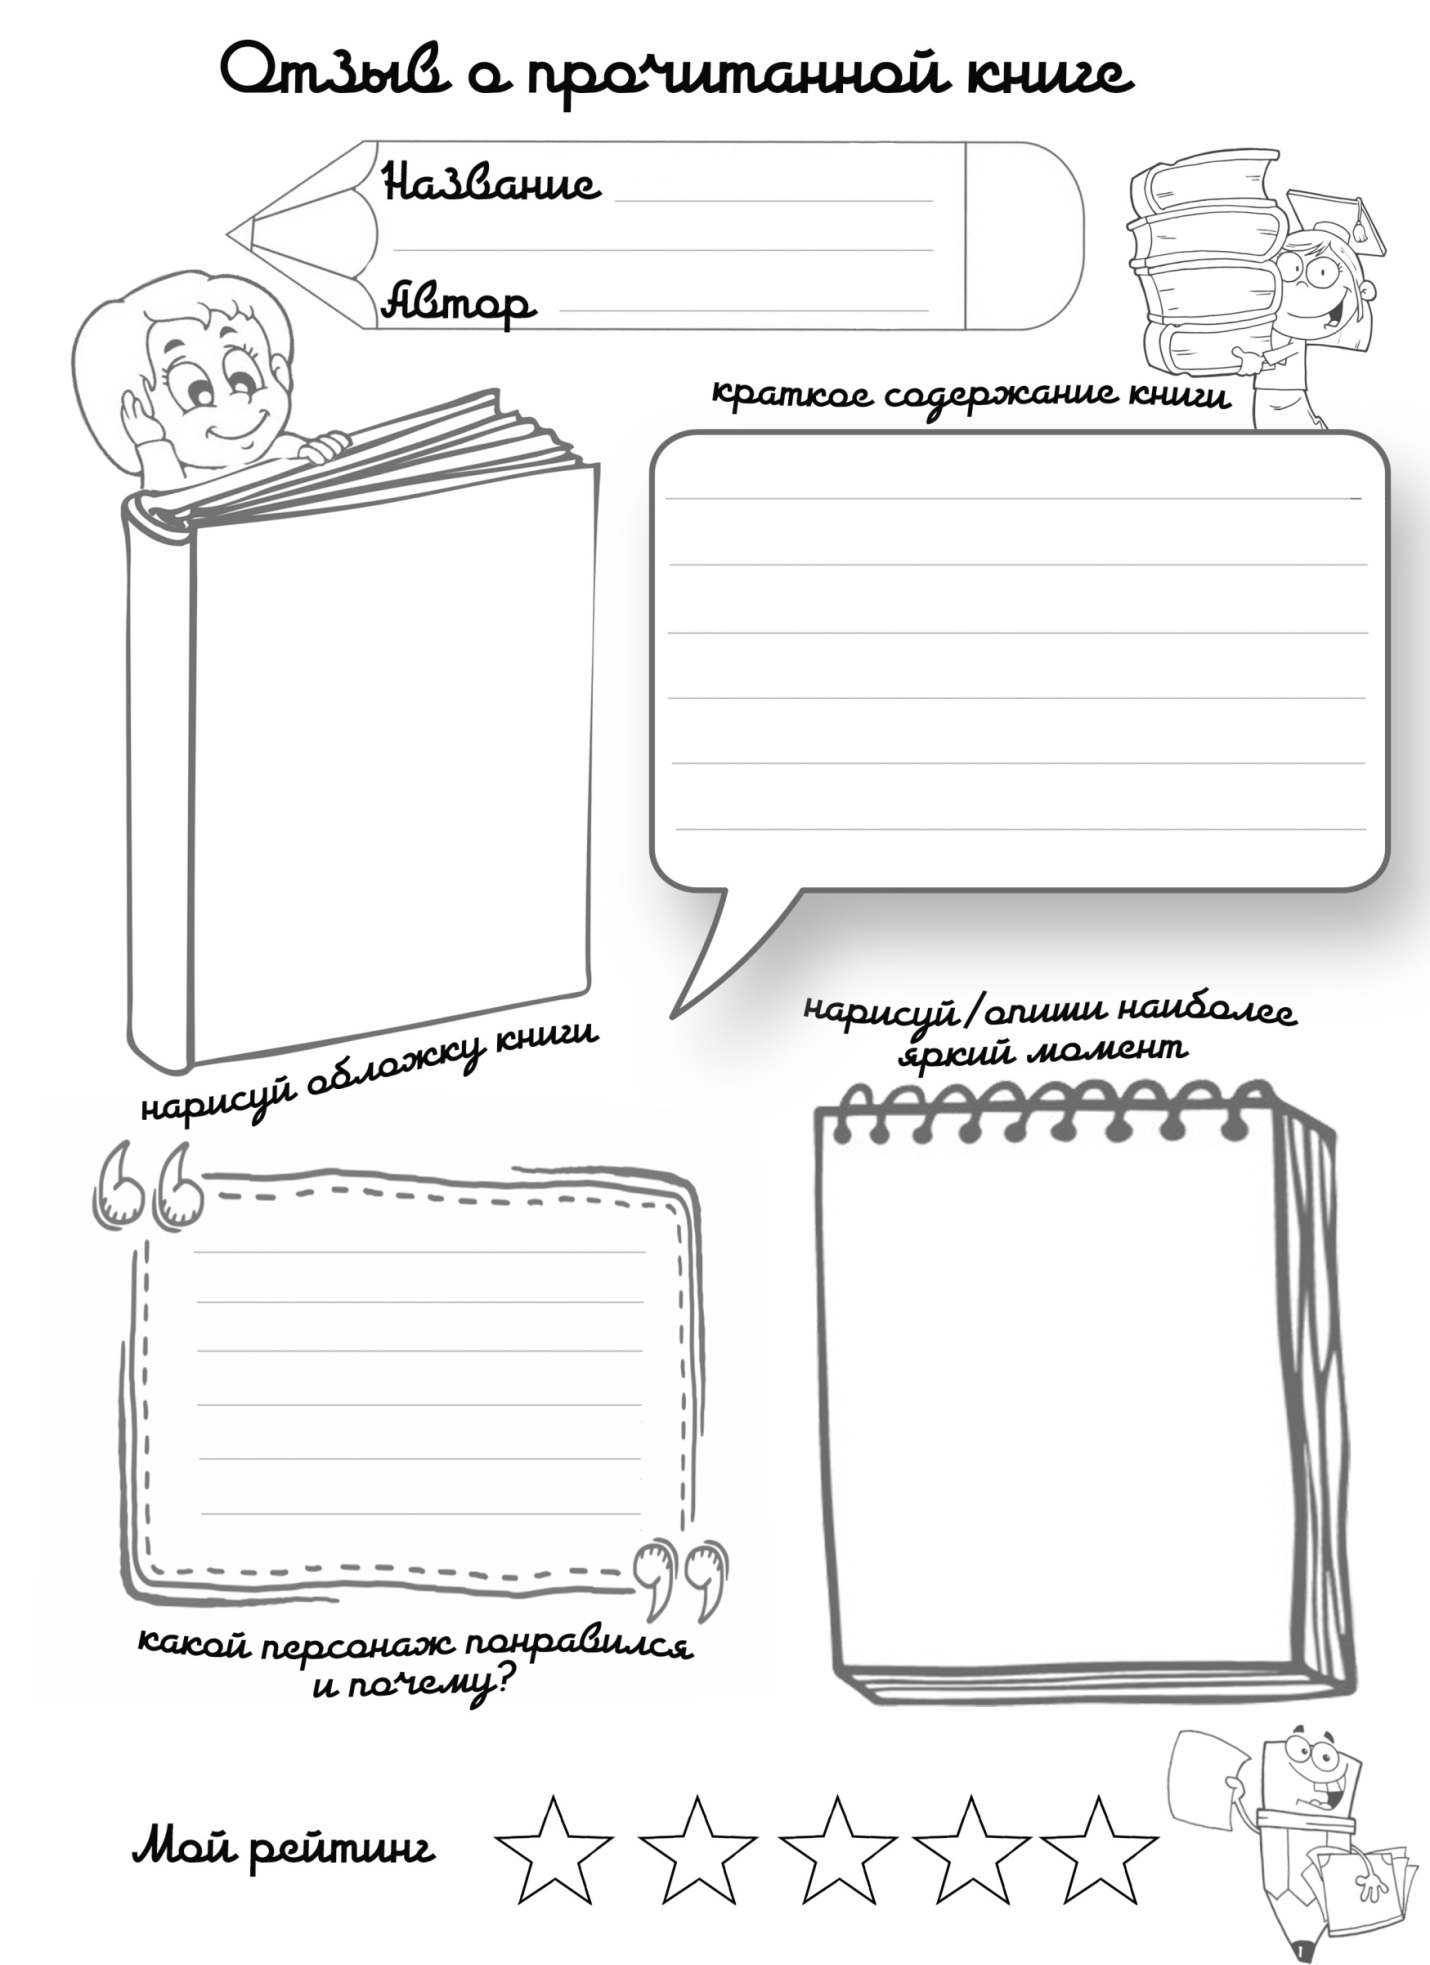 Отзыв о прочитанной книге
Название
Автор
краткое содержание книги
нарисуй обложку книги
нарисуй/опиши наиболее
яркий момент
какой персонаж понравился
и почему?
Мой рейтинг